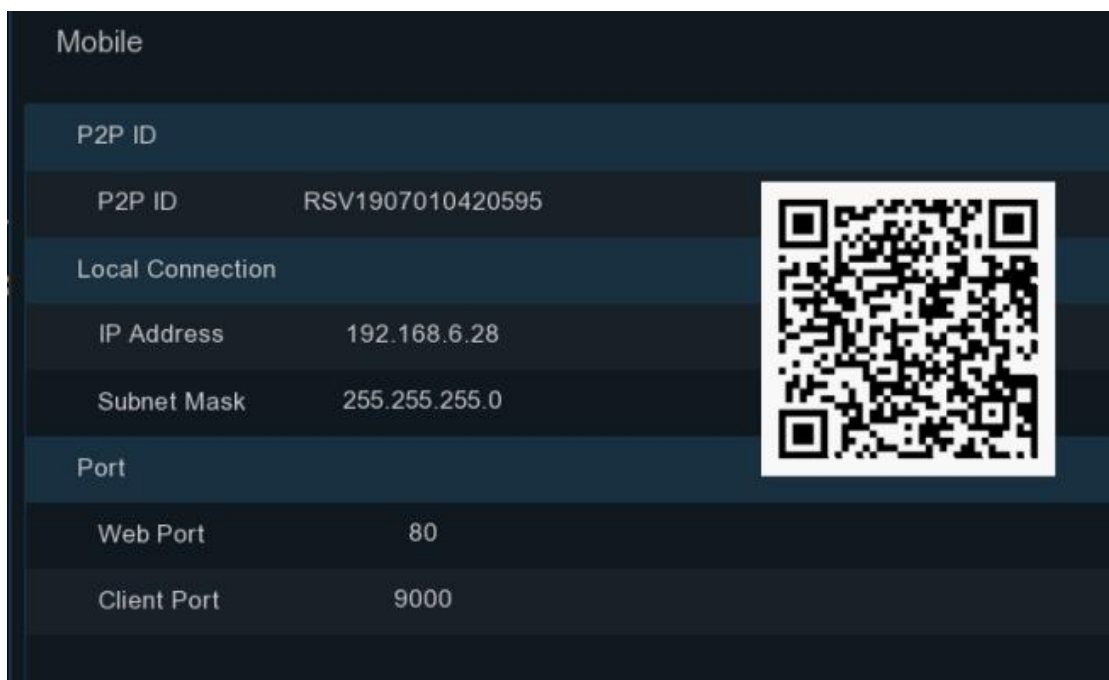 Mobile
P2P ID
P2P ID RSV1907010420595
Local Connection
IP Address 192.168.6.28
Subnet Mask 255.255.255.0
Port
Web Port 80
Client Port 9000